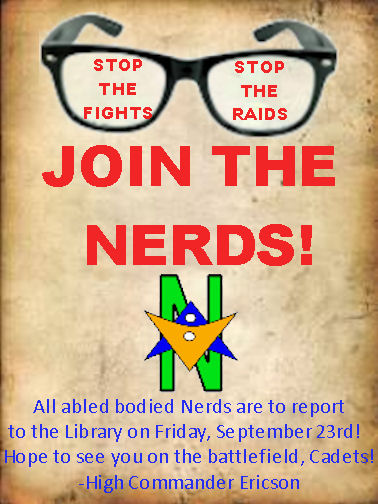 STOP
THE
FIGHTS
STOP
THE
RAIDS
JOIN THE
NERDS!
N
All abled bodied Nerds are to report
to the Library on Friday, September 23rd!
Hope to see you on the battlefield, Cadets!
-High Commander Ericson